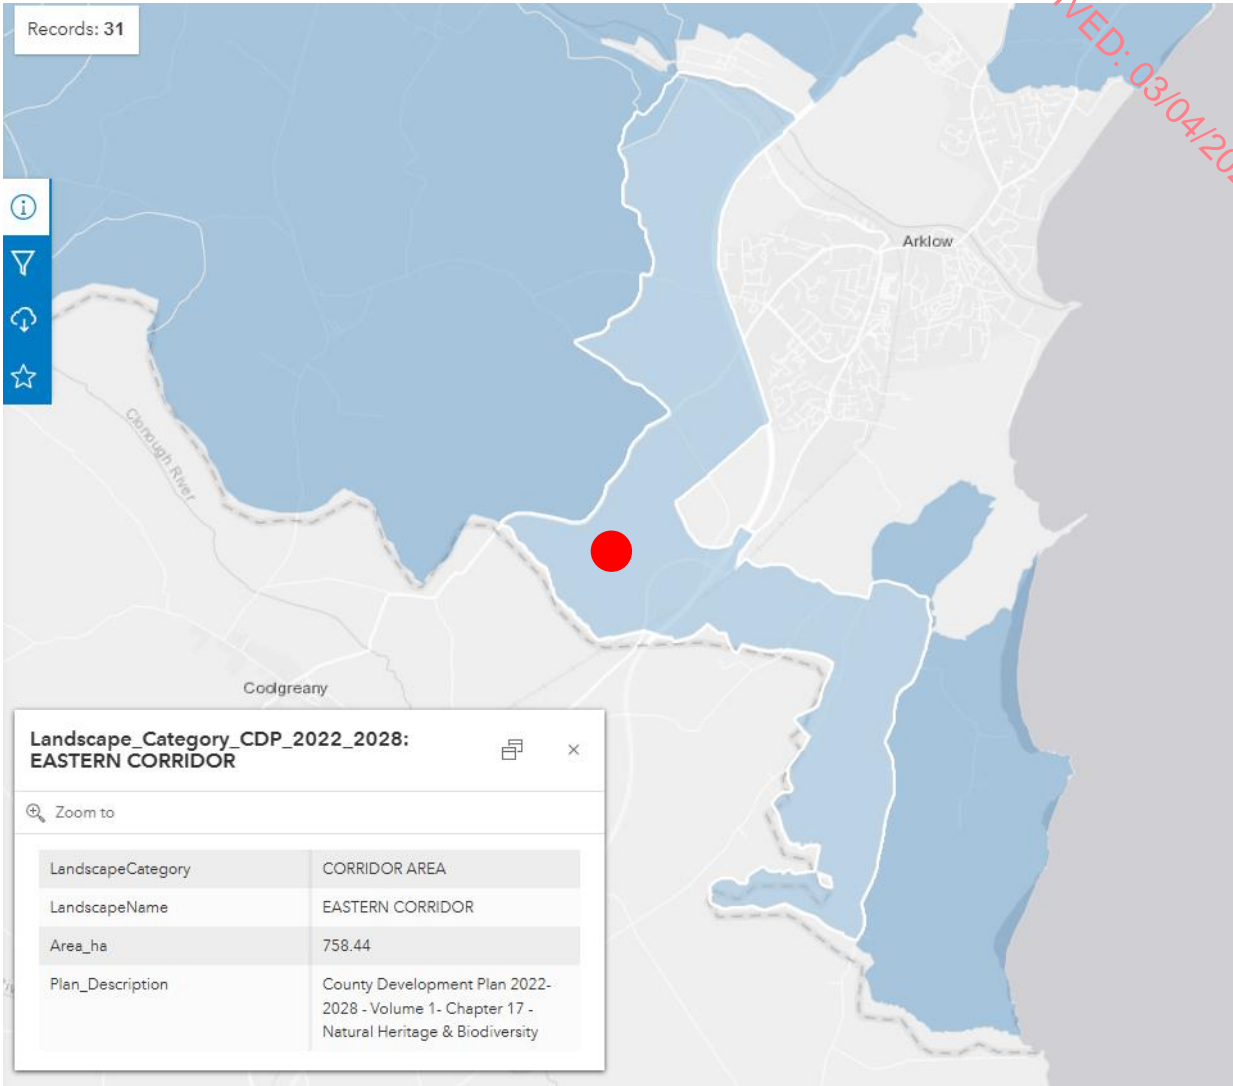 Records: 31
Arklow
Clonough River
Coolgreany
Landscape_Category_CDP_2022_2028:
EASTERN CORRIDOR
Zoom to
LandscapeCategory CORRIDOR AREA
LandscapeName EASTERN CORRIDOR
Area_ha 758.44
Plan_Description County Development Plan 2022-
2028 - Volume 1- Chapter 17 -
Natural Heritage & Biodiversity